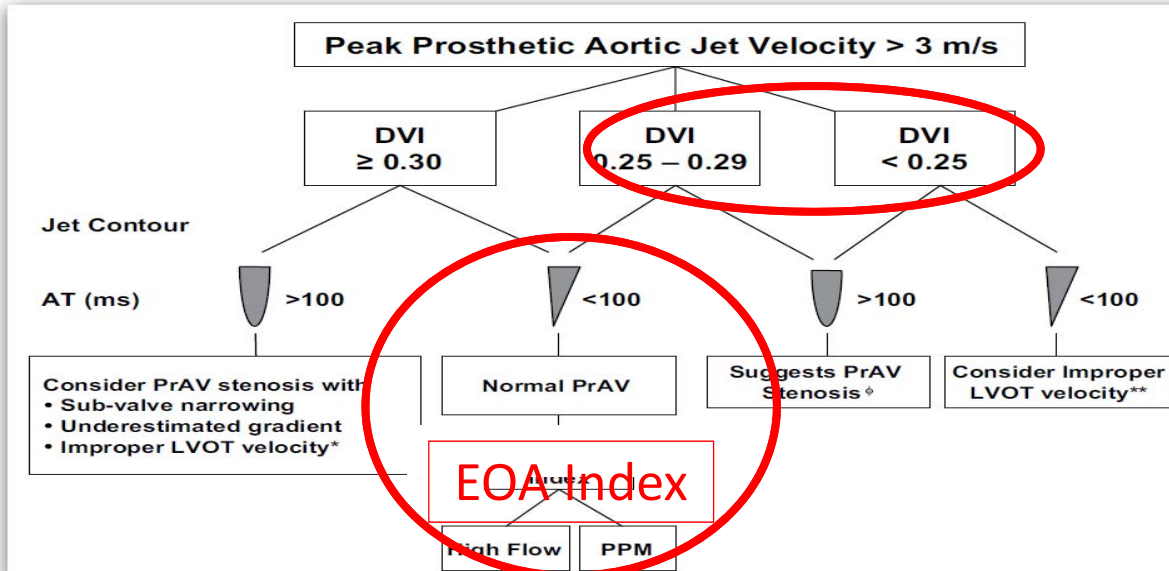 Peak Prosthetic Aortic Jet Velocity > 3 m/s
DVI
≥ 0.30
DVI
0.25 – 0.29
DVI
< 0.25
Jet Contour
AT (ms)
>100
<100
>100
<100
Consider PrAV stenosis with
• Sub-valve narrowing
• Underestimated gradient
• Improper LVOT velocity*
Normal PrAV
Suggests PrAV
Stenosisᶲ
Consider Improper
LVOT velocity**
EOA Index
Index
High Flow
PPM